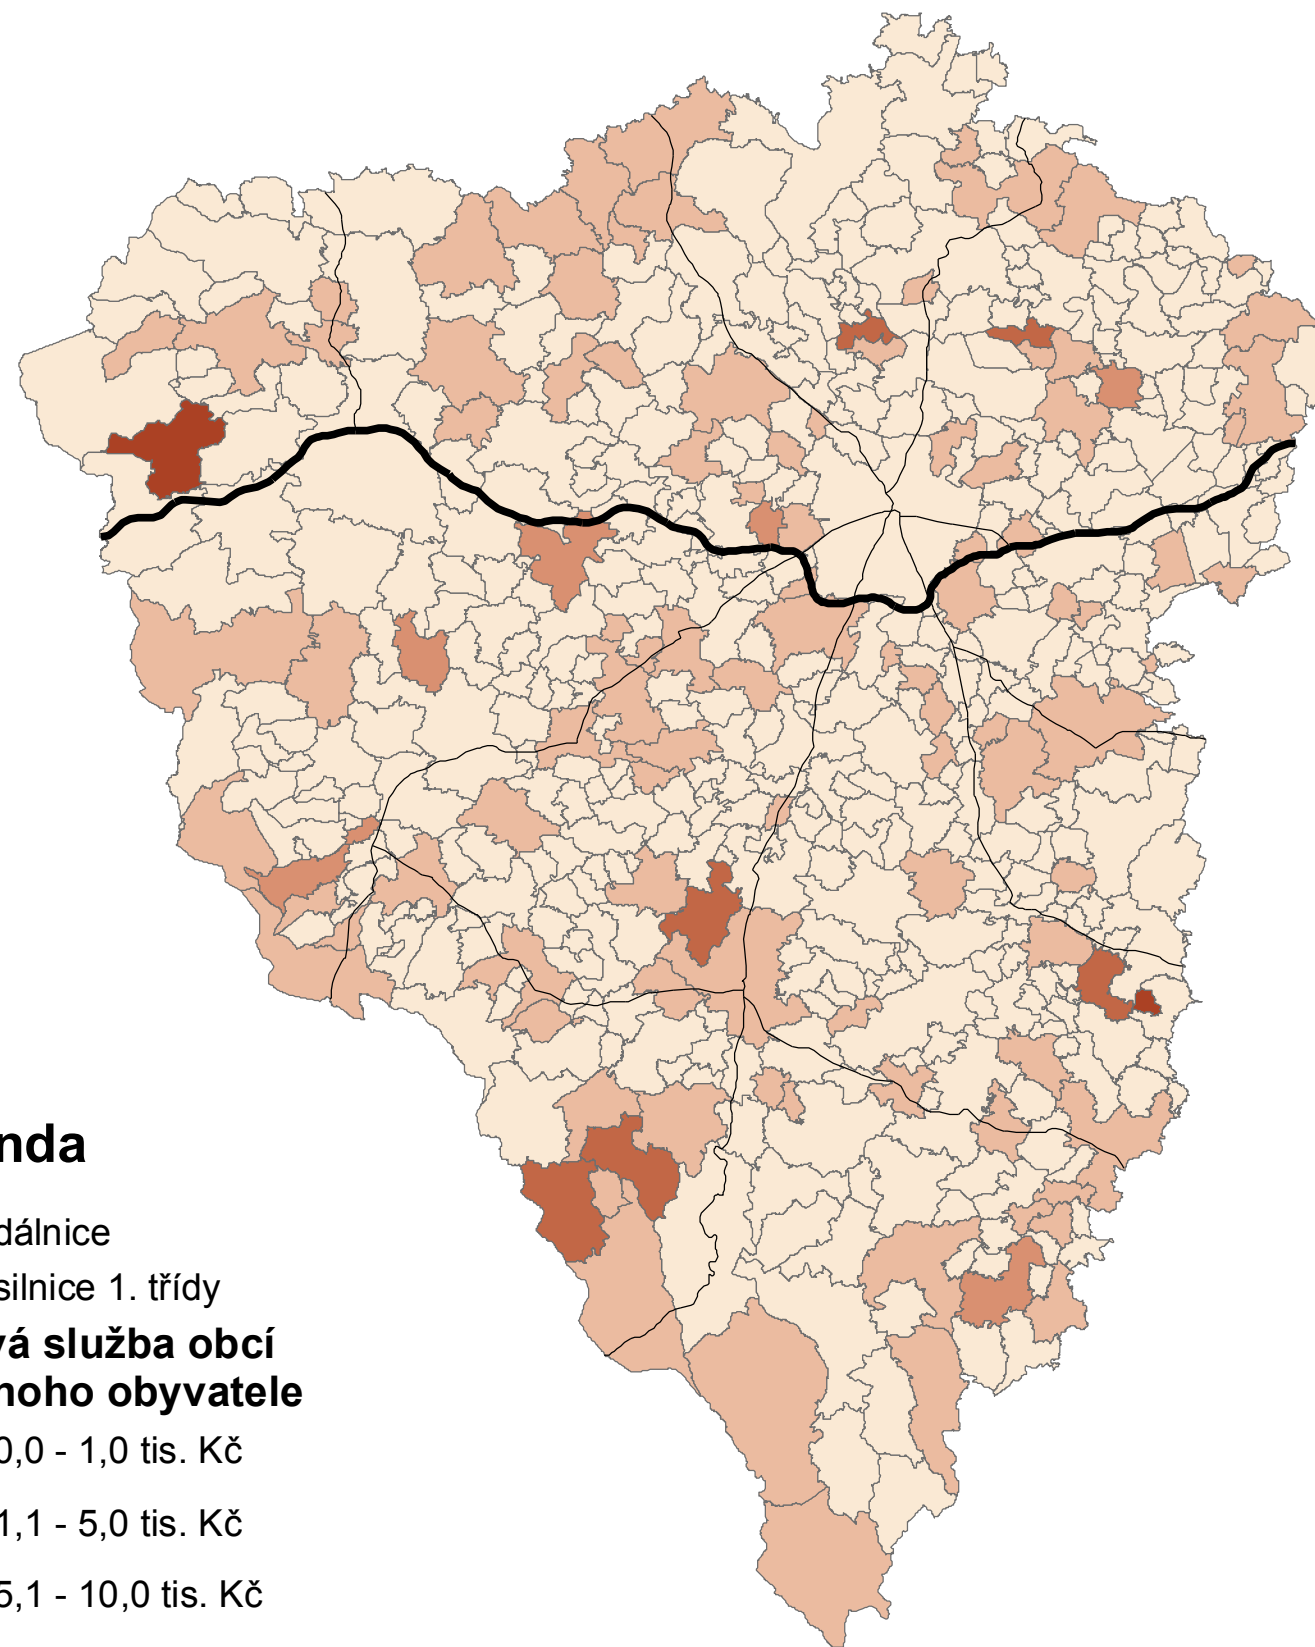 nda
dálnice
silnice 1. třídy
vá služba obcí
noho obyvatele
0,0 - 1,0 tis. Kč
1,1 - 5,0 tis. Kč
5,1 - 10,0 tis. Kč